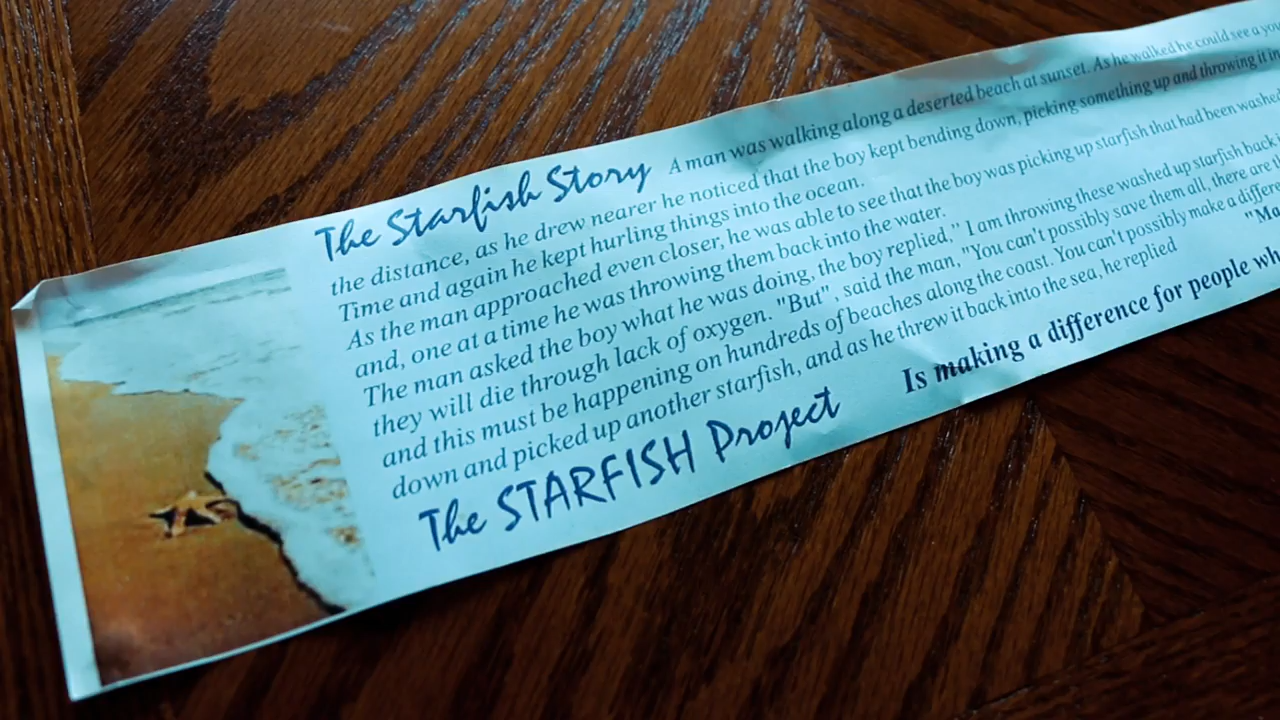 The Starfish Story A man was walking along a deserted beach at sunset. As he walked he could see a
the distance, as he drew nearer he noticed that the boy kept bending down, picking something up and throwing it
Time and again he kept hurling things into the ocean.
As the man approached even closer, he was able to see that the boy was picking up starfish that had been washed
and, one at a time he was throwing them back into the water.
The man asked the boy what he was doing, the boy replied," I am throwing these washed up starfish back
they will die through lack of oxygen. "But", said the man, "You can't possibly save them all, there are
and this must be happening on hundreds of beaches along the coast. You can't possibly make a
down and picked up another starfish, and as he threw it back into the sea, he replied
The STARFISH Project Is making a difference for people